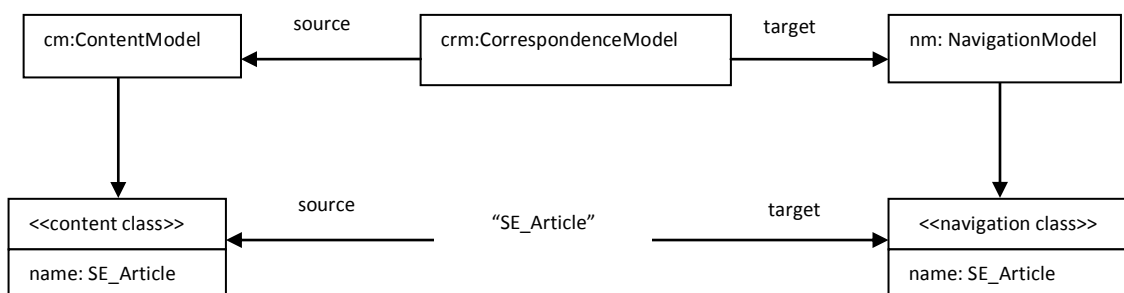 source
target
cm:ContentModel
crm:CorrespondenceModel
nm: NavigationModel
source
“SE_Article”
target
<<content class>>
<<navigation class>>
name: SE_Article
name: SE_Article